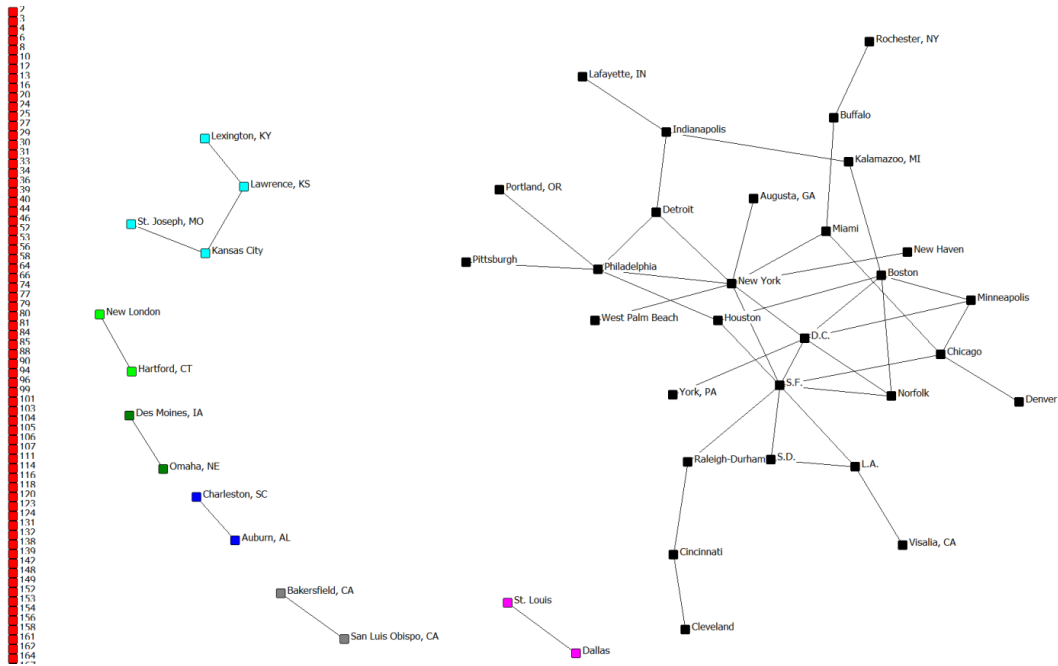 2
3
4
6
8
10
12
13
16
20
24
25
27
29
31
33
34
36
39
40
44
46
52
53
56
58
64
66
74
77
79
80
82
84
85
88
90
94
96
99
101
103
104
105
106
107
111
114
116
118
120
123
124
131
132
138
139
142
148
149
152
153
154
156
158
161
162
164
Rochester, NY
Lafayette, IN
Buffalo
Indianapolis
Lexington, KY
Kalamazoo, MI
Lawrence, KS
Portland, OR
Augusta, GA
Detroit
St. Joseph, MO
Miami
Kansas City
New Haven
Pittsburgh
Philadelphia
Boston
New York
Minneapolis
New London
West Palm Beach
Houston
D.C.
Chicago
Hartford, CT
S.F.
York, PA
Norfolk
Denver
Des Moines, IA
Raleigh-Durham
S.D.
L.A.
Omaha, NE
Charleston, SC
Auburn, AL
Visalia, CA
Cincinnati
Bakersfield, CA
St. Louis
Cleveland
San Luis Obispo, CA
Dallas